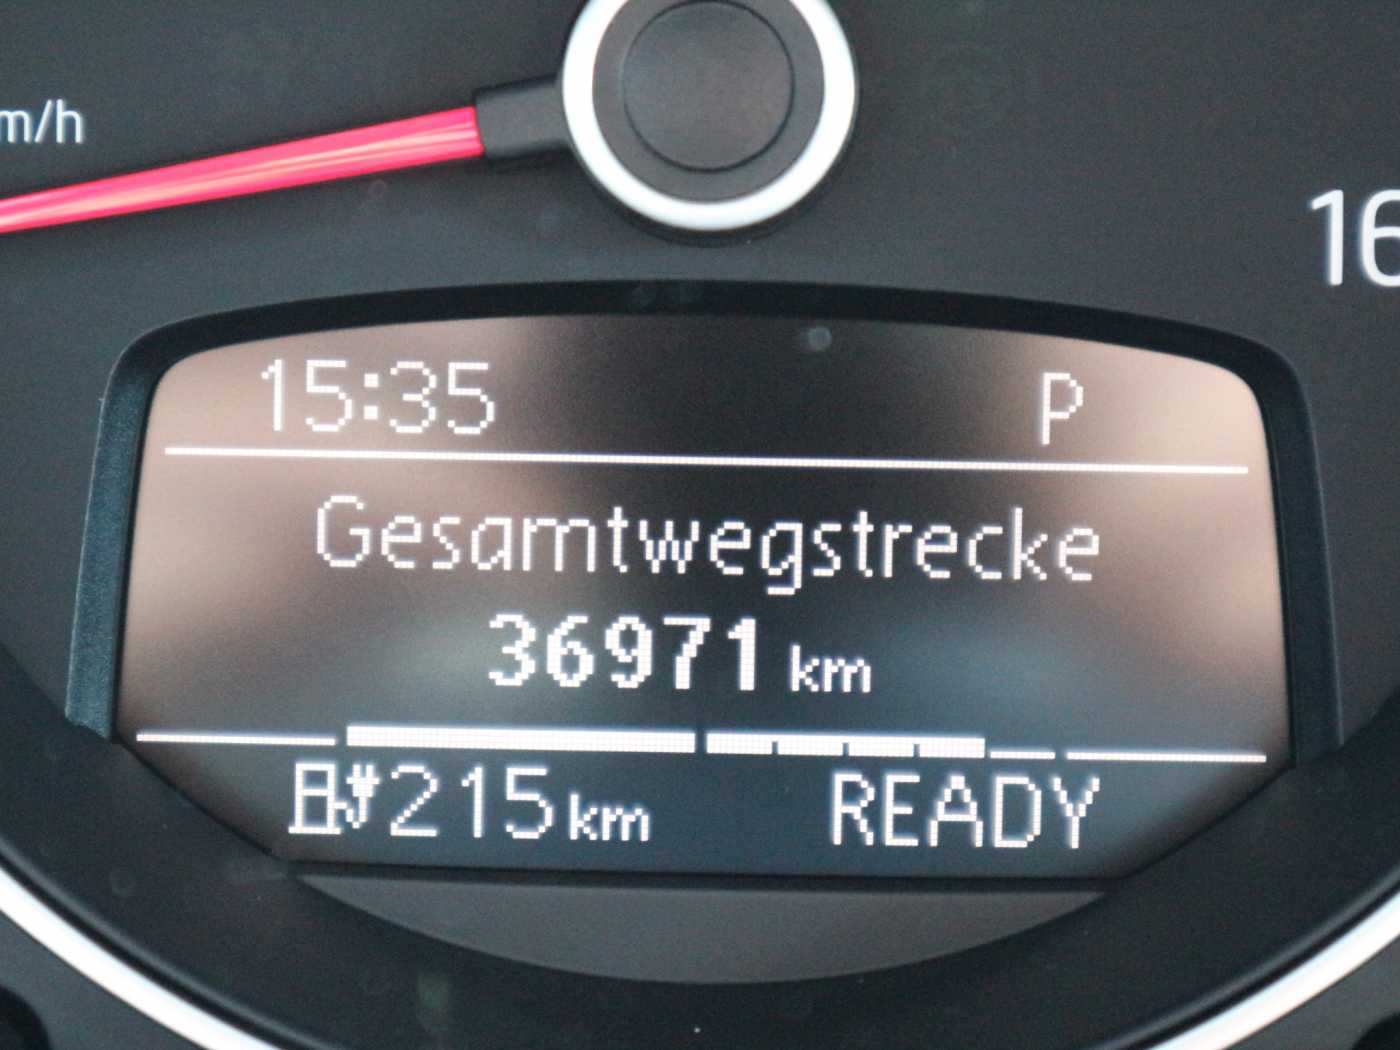 m/h
16
15:35 P
Gesamtwegstrecke
36971 km
215 km READY